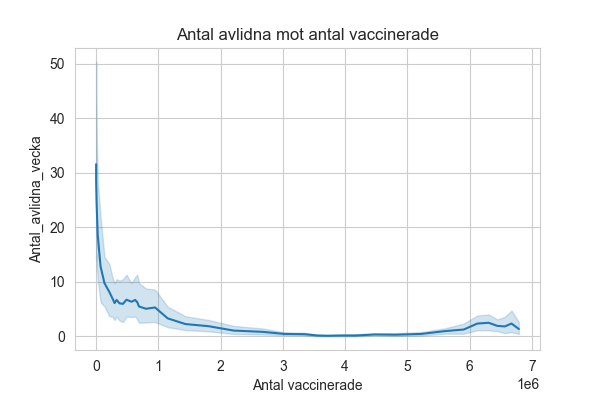 Antal avlidna mot antal vaccinerade
Antal_avlidna_vecka
50
40
30
20
10
0
0 1 2 3 4 5 6 7
1e6
Antal vaccinerade